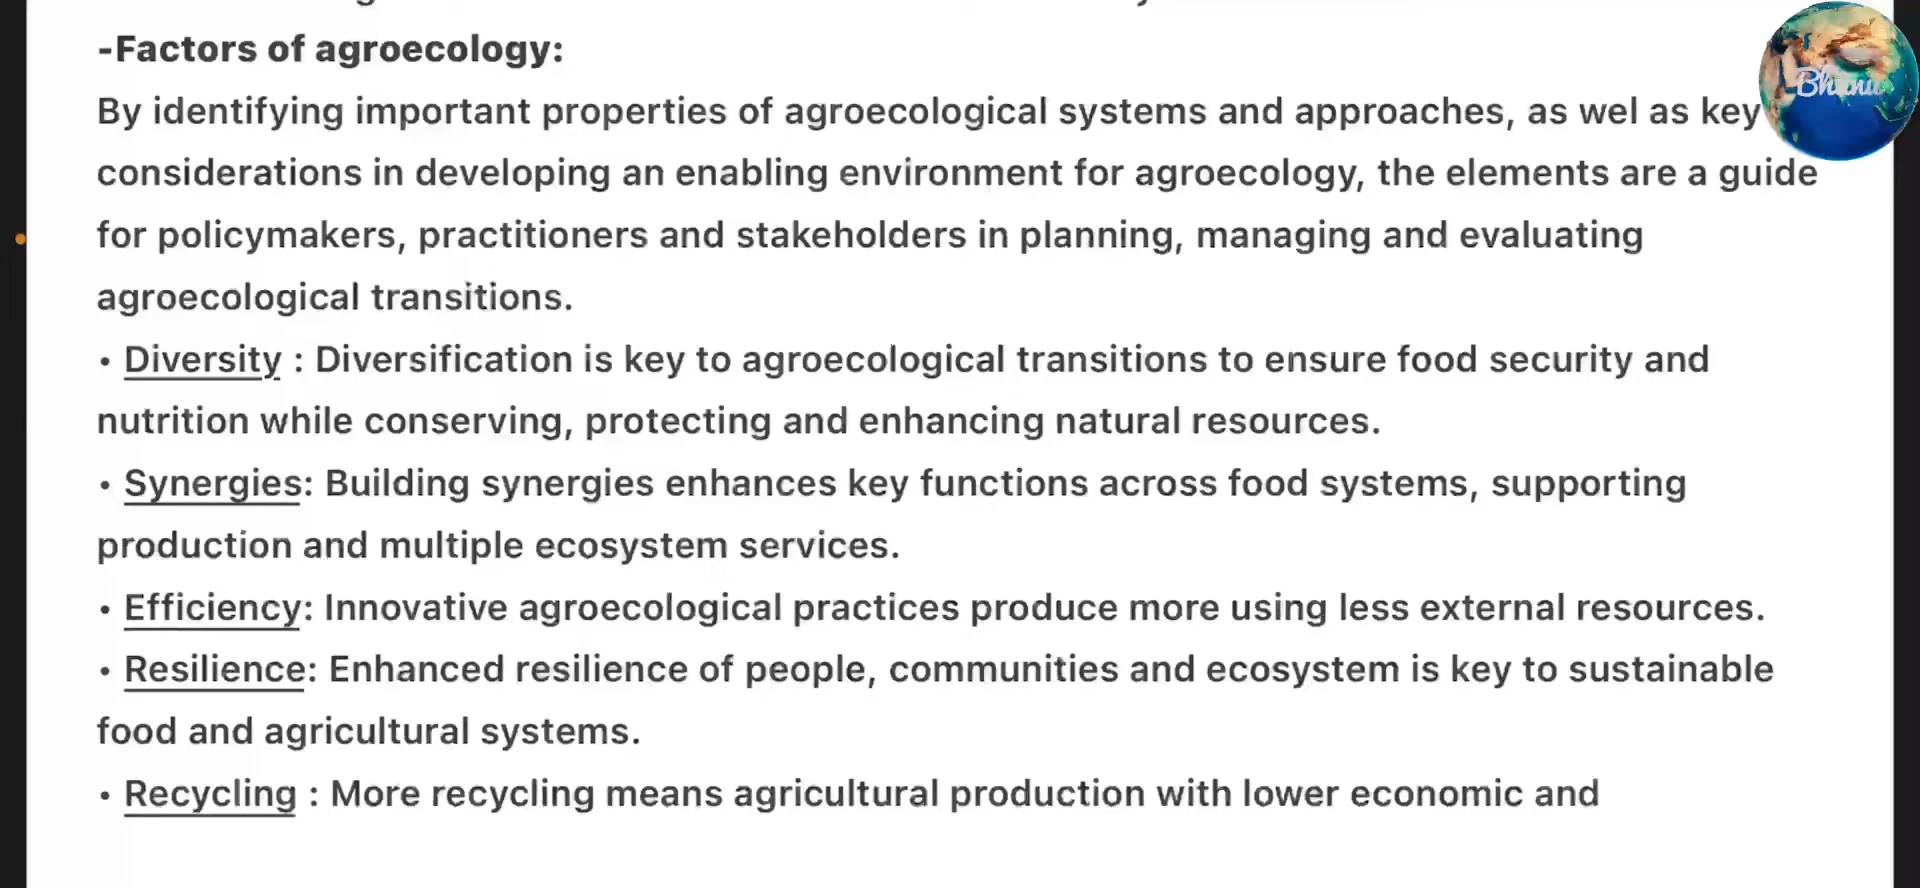 -Factors of agroecology:
By identifying important properties of agroecological systems and approaches, as wel as key
considerations in developing an enabling environment for agroecology, the elements are a guide
for policymakers, practitioners and stakeholders in planning, managing and evaluating
agroecological transitions.
• Diversity : Diversification is key to agroecological transitions to ensure food security and
nutrition while conserving, protecting and enhancing natural resources.
• Synergies: Building synergies enhances key functions across food systems, supporting
production and multiple ecosystem services.
• Efficiency: Innovative agroecological practices produce more using less external resources.
• Resilience: Enhanced resilience of people, communities and ecosystem is key to sustainable
food and agricultural systems.
• Recycling : More recycling means agricultural production with lower economic and